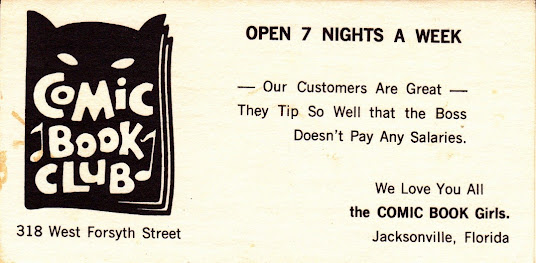 COMiC
BOOK
CLUB
318 West Forsyth Street
OPEN 7 NIGHTS A WEEK
— Our Customers Are Great —
They Tip So Well that the Boss
Doesn't Pay Any Salaries.
We Love You All
the COMIC BOOK Girls.
Jacksonville, Florida